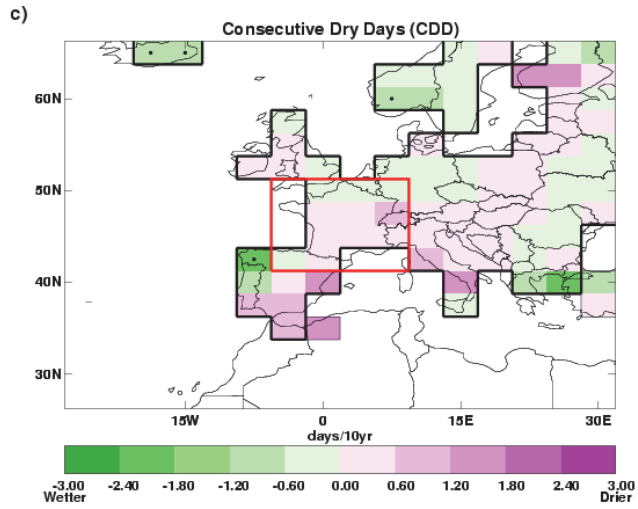 c)
Consecutive Dry Days (CDD)
60N
50N
40N
30N
15W 0 15E 30E
days/10yr
-3.00 -2.40 -1.80 -1.20 -0.60 0.00 0.60 1.20 1.80 2.40 3.00
Wetter Drier